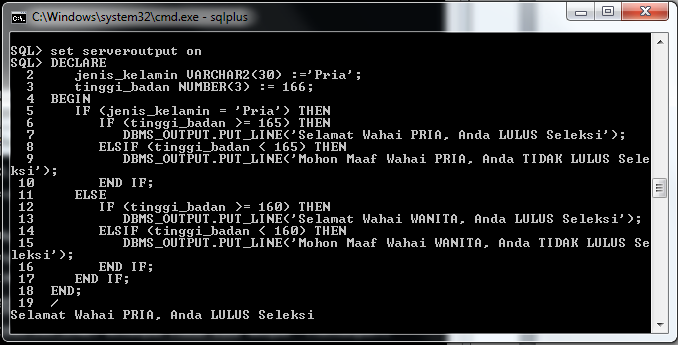 C:\Windows\system32\cmd.exe - sqlplus
SQL> set serveroutput on
SQL> DECLARE
  2     jenis_kelamin VARCHAR2(30) :='Pria';
  3     tinggi_badan NUMBER(3) := 166;
  4  BEGIN
  5     IF (jenis_kelamin = 'Pria') THEN
  6        IF (tinggi_badan >= 165) THEN
  7           DBMS_OUTPUT.PUT_LINE('Selamat Wahai PRIA, Anda LULUS Seleksi');
  8        ELSIF (tinggi_badan < 165) THEN
  9           DBMS_OUTPUT.PUT_LINE('Mohon Maaf Wahai PRIA, Anda TIDAK LULUS Sele
ksi');
 10        END IF;
 11     ELSE
 12        IF (tinggi_badan >= 160) THEN
 13           DBMS_OUTPUT.PUT_LINE('Selamat Wahai WANITA, Anda LULUS Seleksi');
 14        ELSIF (tinggi_badan < 160) THEN
 15           DBMS_OUTPUT.PUT_LINE('Mohon Maaf Wahai WANITA, Anda TIDAK LULUS Se
leksi');
 16        END IF;
 17     END IF;
 18  END;
 19  /
Selamat Wahai PRIA, Anda LULUS Seleksi